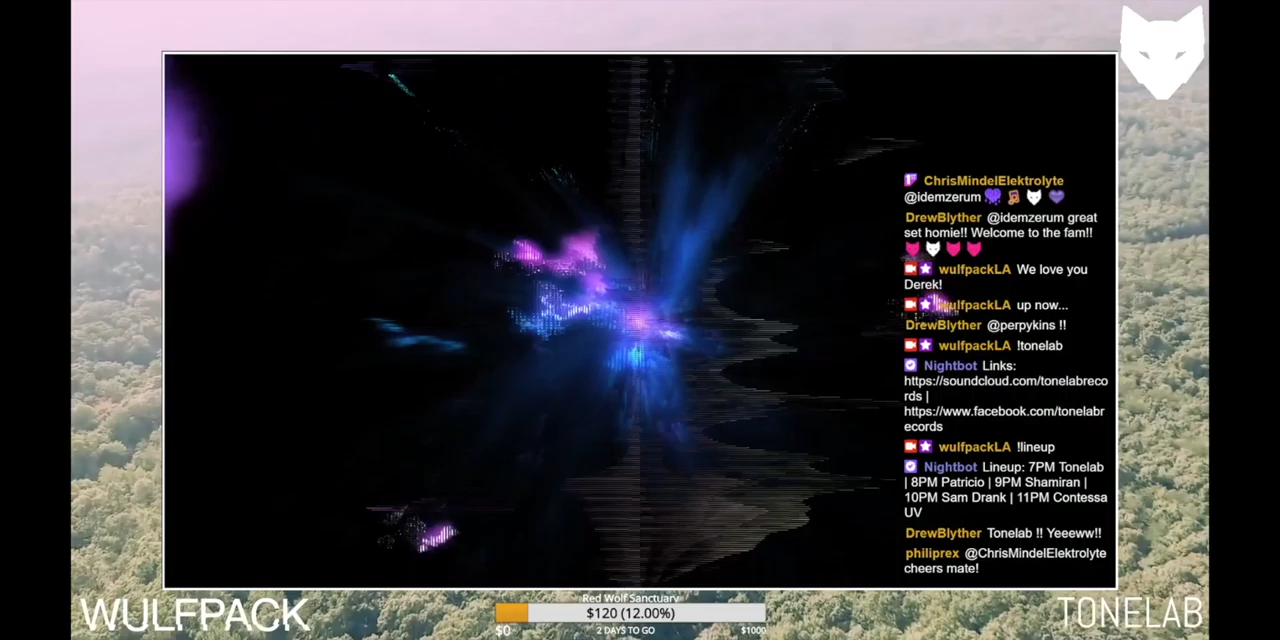 ChrisMindelElektrolyte
@idemzerum
DrewBlyther @idemzerum great
set homie!! Welcome to the fam!!
wulfpackLA We love you
Derek!
wulfpackLA up now...
DrewBlyther @perpykins !!
wulfpackLA !tonelab
Nightbot Links:
https://soundcloud.com/tonelabreco
rds |
https://www.facebook.com/tonelabr
ecords
wulfpackLA !lineup
Nightbot Lineup: 7PM Tonelab
| 8PM Patricio | 9PM Shamiran |
10PM Sam Drank | 11PM Contessa
UV
DrewBlyther Tonelab !! Yeeeww!!
philiprex @ChrisMindelElektrolyte
cheers mate!
WULFPACK
Red Wolf Sanctuary
$120 (12.00%)
$0 2 DAYS TO GO $1000
TONELAB